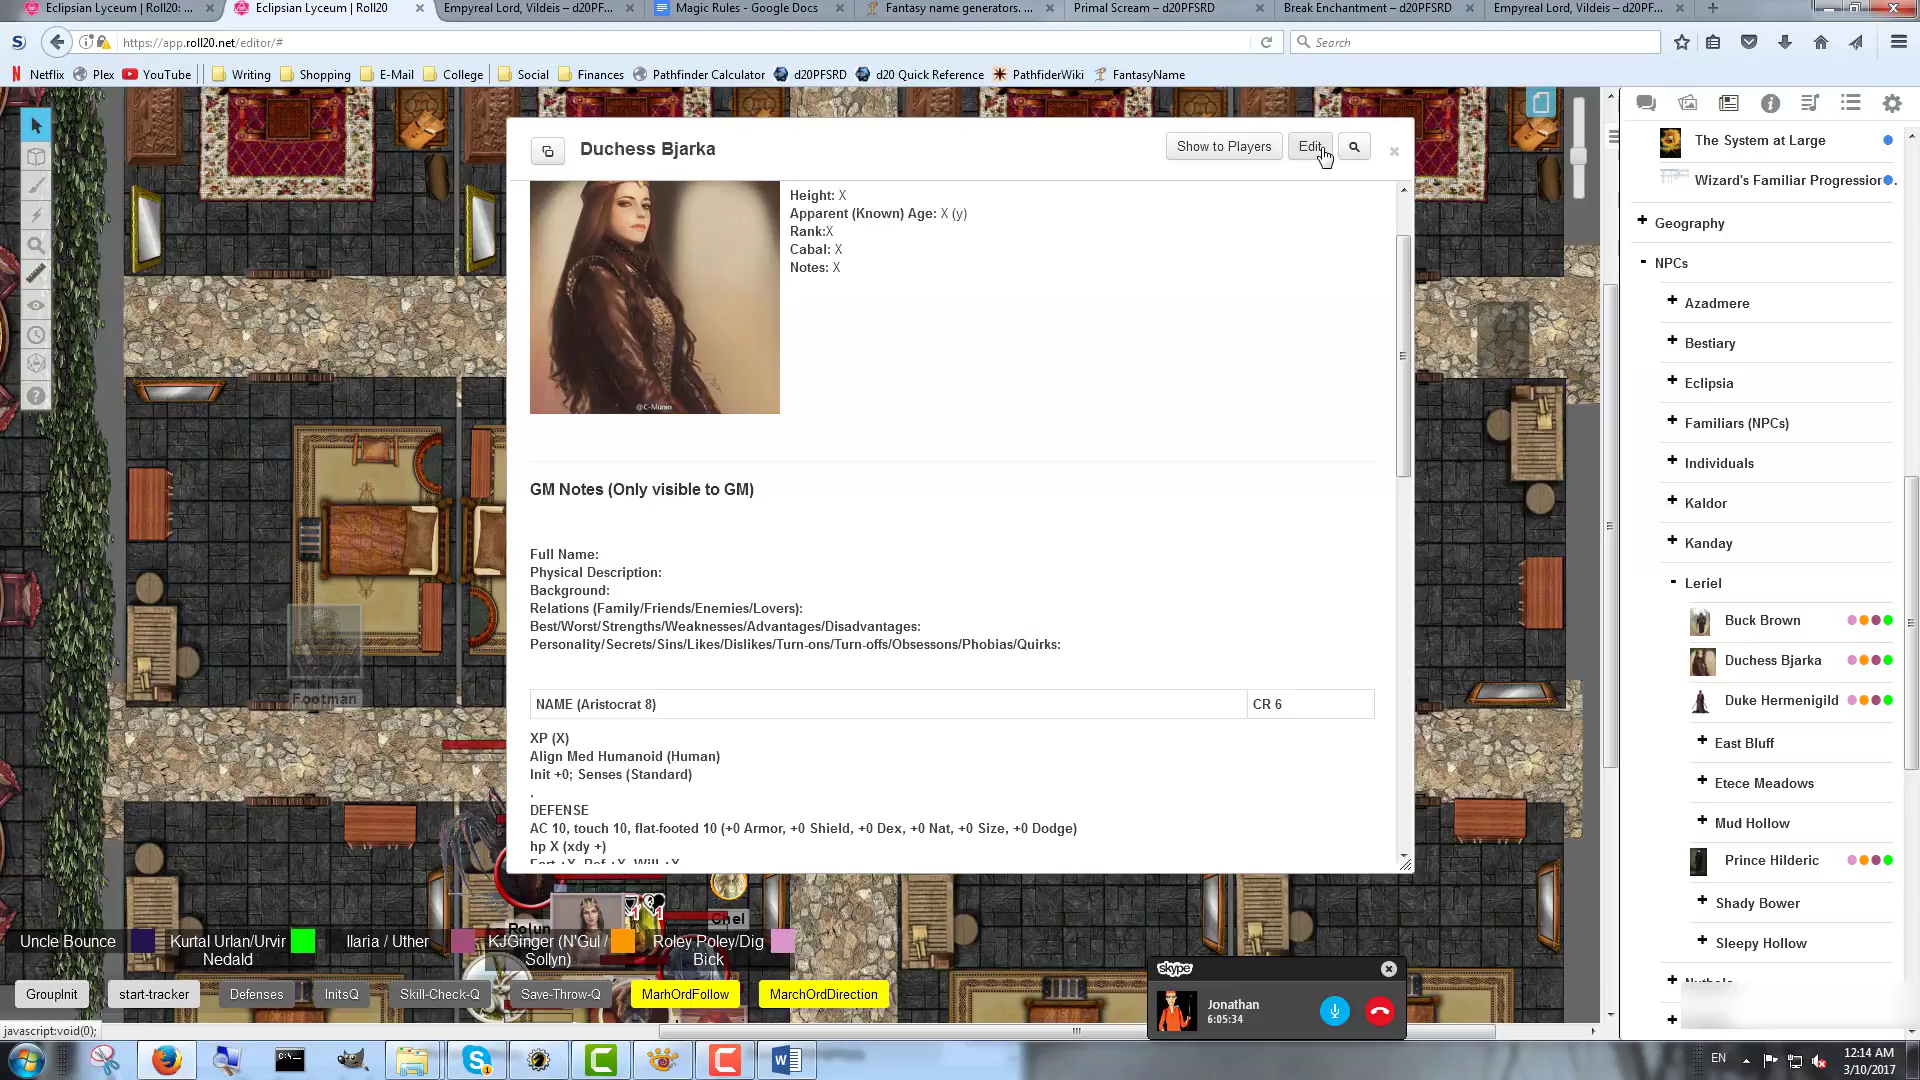 Eclipsian Lyceum | Roll20: ...
Eclipsian Lyceum | Roll20
Empyreal Lord, Vildeis – d20PF...
Magic Rules - Google Docs
Fantasy name generators. ...
Primal Scream – d20PFSRD
Break Enchantment – d20PFSRD
Empyreal Lord, Vildeis – d20PF...
https://app.roll20.net/editor/#
Search
Netflix
Plex
YouTube
Writing
Shopping
E-Mail
College
Social
Finances
Pathfinder Calculator
d20PFSRD
d20 Quick Reference
PathfiderWiki
FantasyName
Duchess Bjarka
Show to Players
Edit
Height: X
Apparent (Known) Age: X (y)
Rank:X
Cabal: X
Notes: X
@C-Munin
GM Notes (Only visible to GM)
Full Name:
Physical Description:
Background:
Relations (Family/Friends/Enemies/Lovers):
Best/Worst/Strengths/Weaknesses/Advantages/Disadvantages:
Personality/Secrets/Sins/Likes/Dislikes/Turn-ons/Turn-offs/Obsessons/Phobias/Quirks:
NAME (Aristocrat 8)
CR 6
XP (X)
Align Med Humanoid (Human)
Init +0; Senses (Standard)
.
DEFENSE
AC 10, touch 10, flat-footed 10 (+0 Armor, +0 Shield, +0 Dex, +0 Nat, +0 Size, +0 Dodge)
hp X (xdy +)
Fort +X, Ref +X, Will +X
The System at Large
Wizard's Familiar Progression
Geography
NPCs
Azadmere
Bestiary
Eclipsia
Familiars (NPCs)
Individuals
Kaldor
Kanday
Leriel
Buck Brown
Duchess Bjarka
Duke Hermenigild
East Bluff
Etece Meadows
Mud Hollow
Prince Hilderic
Shady Bower
Sleepy Hollow
Footman
Rolun
Chel
1
1
Uncle Bounce
Kurtal Urlan/Urvir
Nedald
Ilaria / Uther
KJGinger (N'Gul /
Sollyn)
Roley Poley/Dig
Bick
GroupInit
start-tracker
Defenses
InitsQ
Skill-Check-Q
Save-Throw-Q
MarhOrdFollow
MarchOrdDirection
javascript:void(0);
skype
Jonathan
6:05:34
EN
12:14 AM
3/10/2017